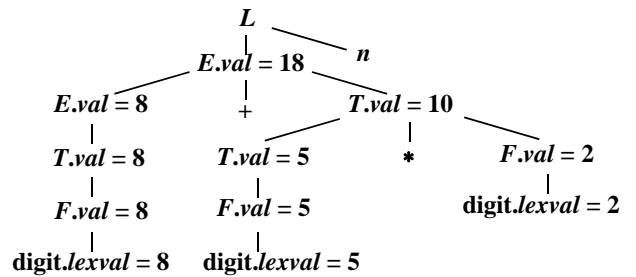 L
E.val = 18 n
E.val = 8 + T.val = 10
T.val = 8 T.val = 5 * F.val = 2
F.val = 8 F.val = 5 digit.lexval = 2
digit.lexval = 8 digit.lexval = 5